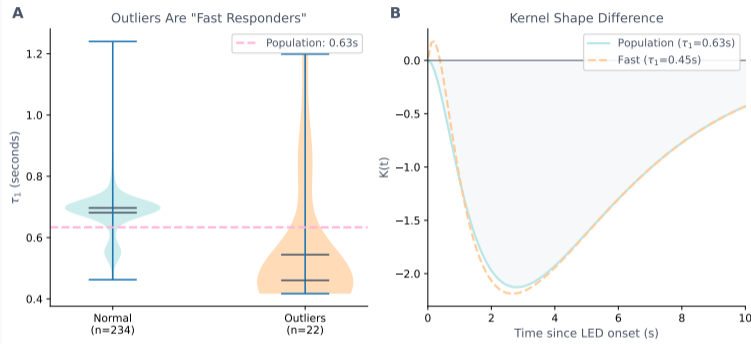 A
Outliers Are "Fast Responders"
Population: 0.63s
1.2
1.0
0.8
0.6
0.4
τ1 (seconds)
Normal
(n=234)
Outliers
(n=22)
B
Kernel Shape Difference
Population (τ1=0.63s)
Fast (τ1=0.45s)
0.0
−0.5
−1.0
−1.5
−2.0
K(t)
0 2 4 6 8 10
Time since LED onset (s)